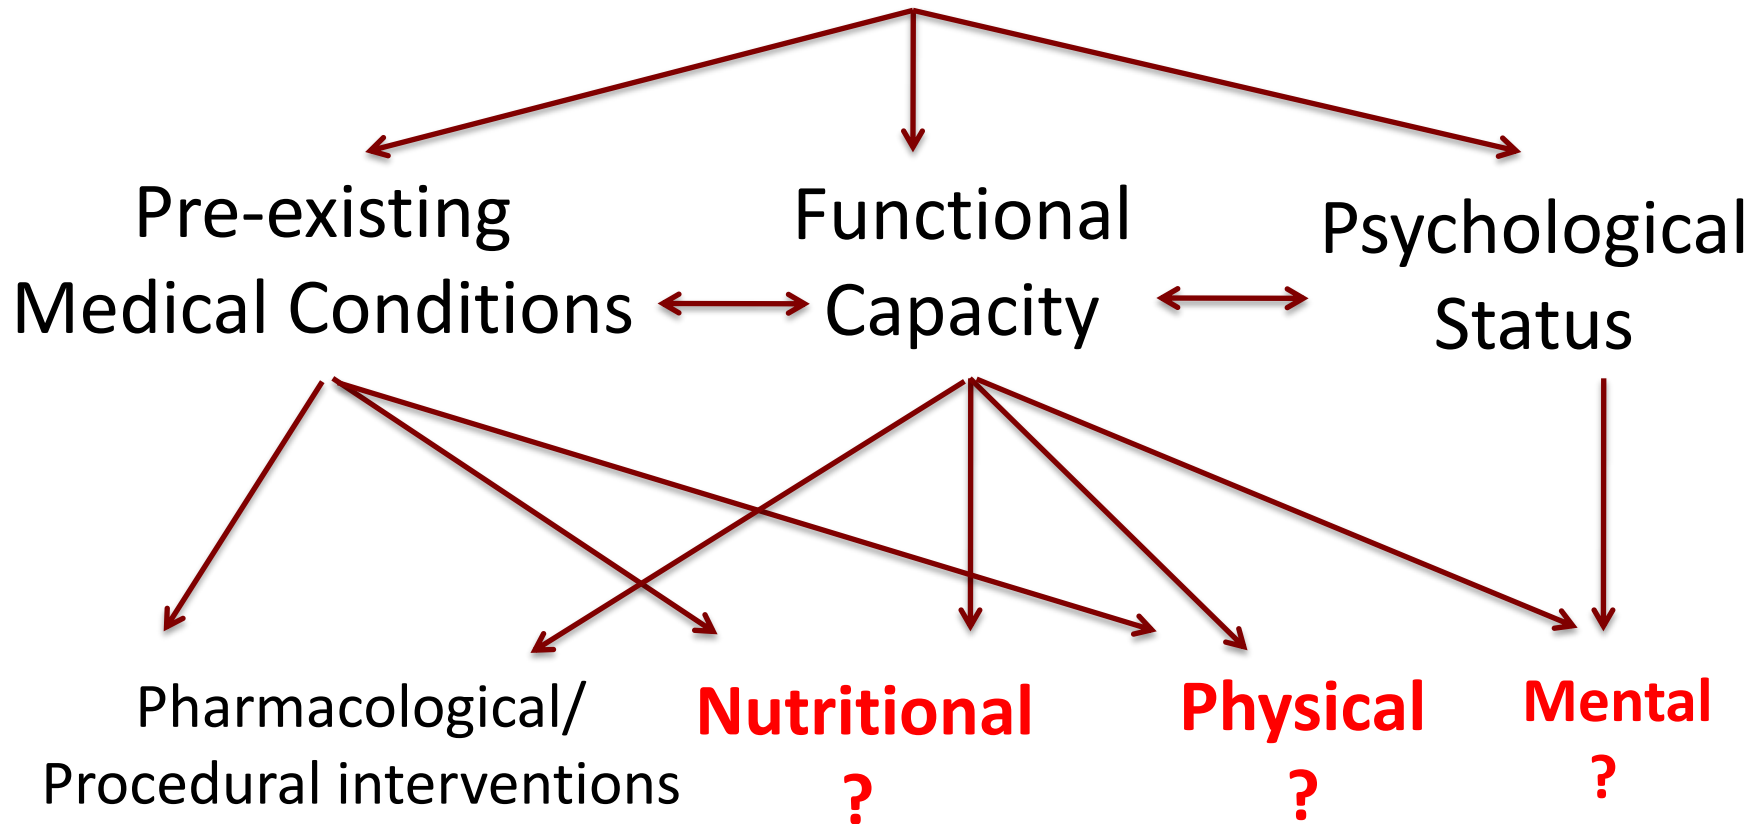 Pre-existing
Medical Conditions
Functional
Capacity
Psychological
Status
Pharmacological/
Procedural interventions
Nutritional
?
Physical
?
Mental
?